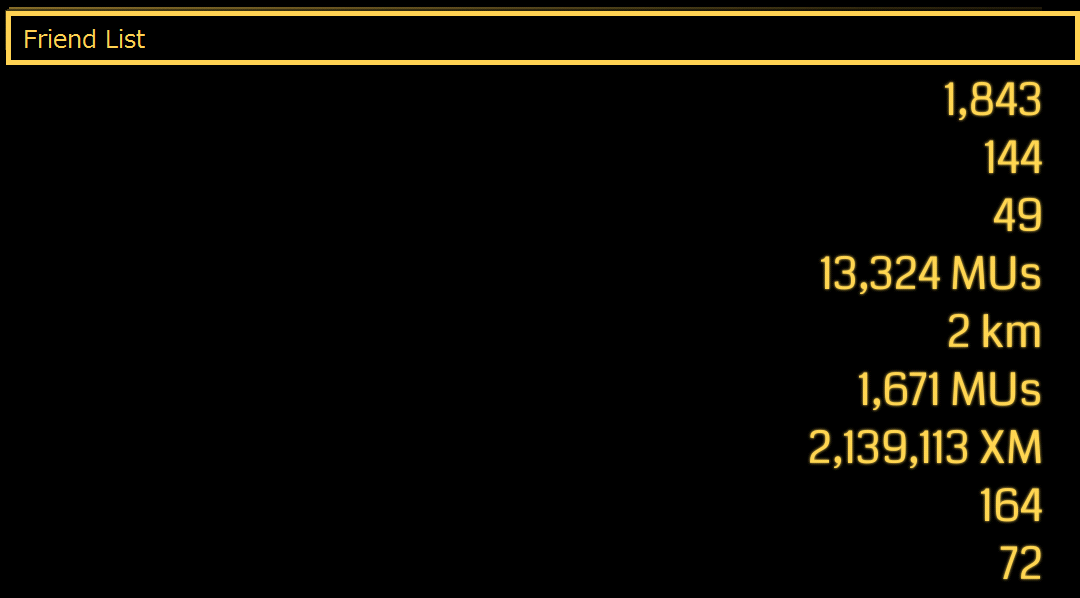 Friend List
1,843
144
49
13,324 MUs
2 km
1,671 MUs
2,139,113 XM
164
72